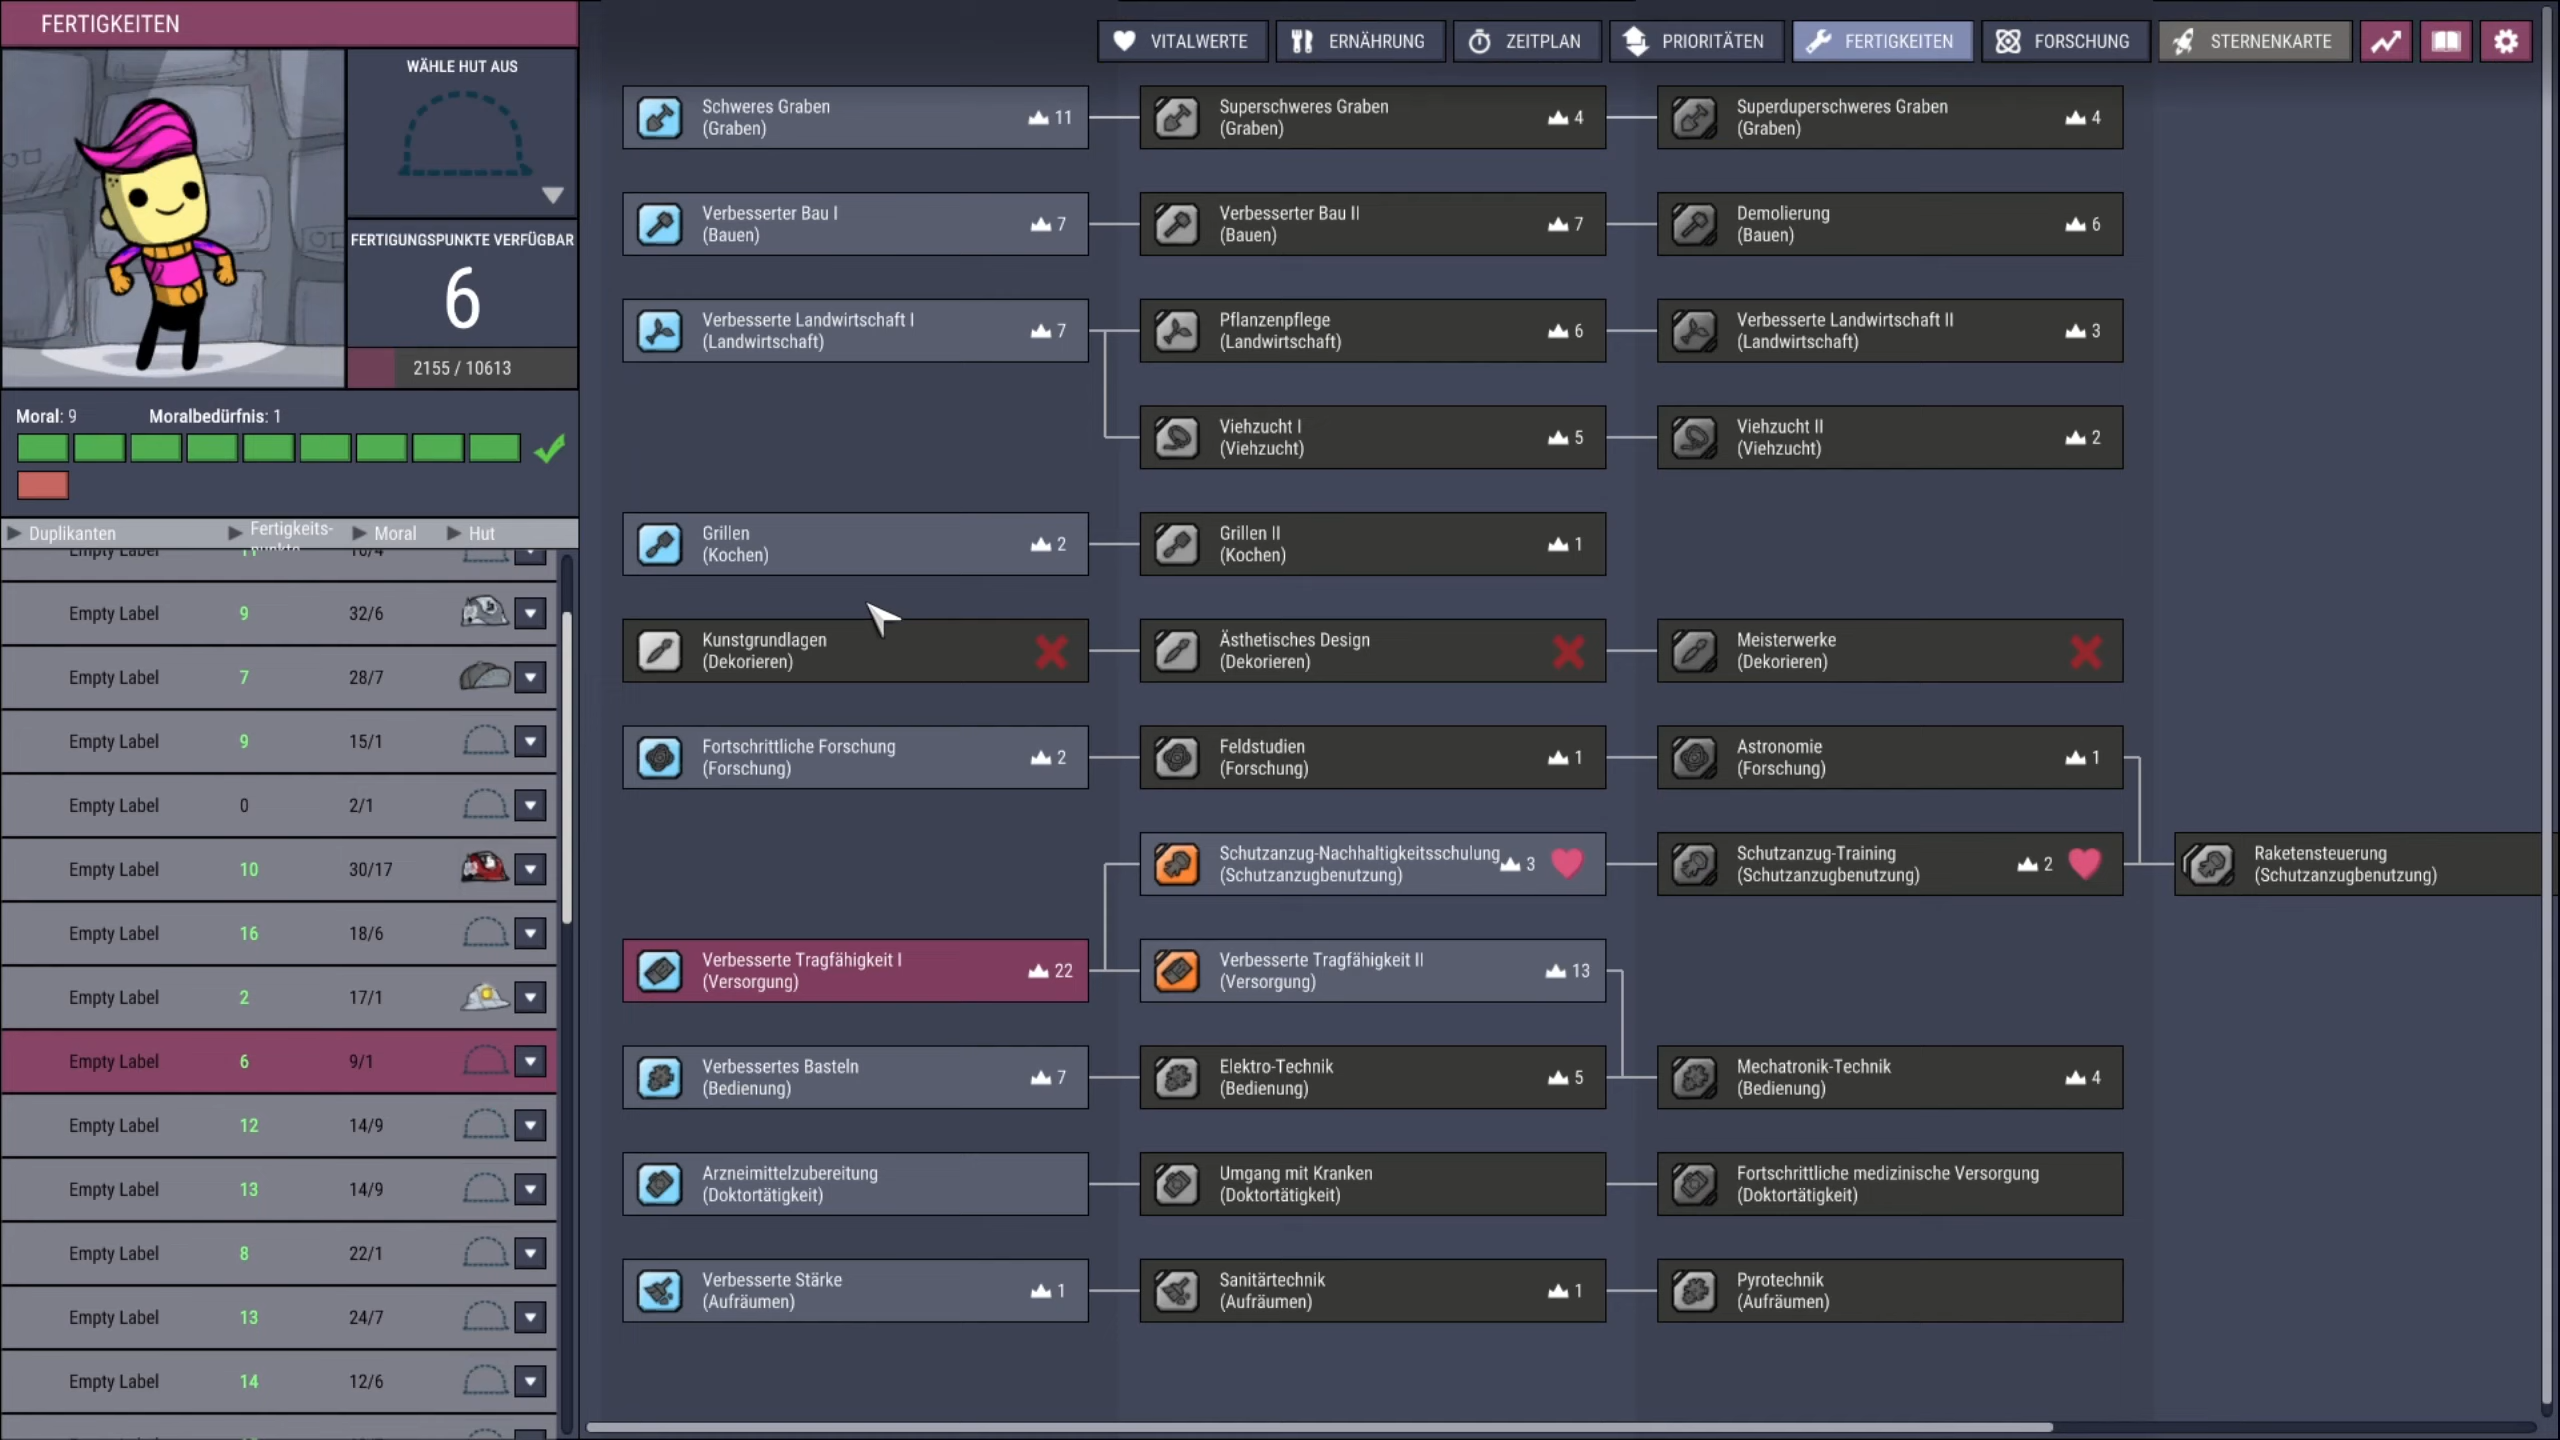 FERTIGKEITEN
VITALWERTE
ERNÄHRUNG
ZEITPLAN
PRIORITÄTEN
FERTIGKEITEN
FORSCHUNG
STERNENKARTE
WÄHLE HUT AUS
FERTIGUNGSPUNKTE VERFÜGBAR
6
2155 / 10613
Moral: 9
Moralbedürfnis: 1
Duplikanten
Fertigkeits-
punkte
Moral
Hut
Empty Label 11 10/4
Empty Label 9 32/6
Empty Label 7 28/7
Empty Label 9 15/1
Empty Label 0 2/1
Empty Label 10 30/17
Empty Label 16 18/6
Empty Label 2 17/1
Empty Label 6 9/1
Empty Label 12 14/9
Empty Label 13 14/9
Empty Label 8 22/1
Empty Label 13 24/7
Empty Label 14 12/6
Schweres Graben
(Graben)
11
Superschweres Graben
(Graben)
4
Superduperschweres Graben
(Graben)
4
Verbesserter Bau I
(Bauen)
7
Verbesserter Bau II
(Bauen)
7
Demolierung
(Bauen)
6
Verbesserte Landwirtschaft I
(Landwirtschaft)
7
Pflanzenpflege
(Landwirtschaft)
6
Verbesserte Landwirtschaft II
(Landwirtschaft)
3
Viehzucht I
(Viehzucht)
5
Viehzucht II
(Viehzucht)
2
Grillen
(Kochen)
2
Grillen II
(Kochen)
1
Kunstgrundlagen
(Dekorieren)
Ästhetisches Design
(Dekorieren)
Meisterwerke
(Dekorieren)
Fortschrittliche Forschung
(Forschung)
2
Feldstudien
(Forschung)
1
Astronomie
(Forschung)
1
Schutzanzug-Nachhaltigkeitsschulung
(Schutzanzugbenutzung)
3
Schutzanzug-Training
(Schutzanzugbenutzung)
2
Raketensteuerung
(Schutzanzugbenutzung)
Verbesserte Tragfähigkeit I
(Versorgung)
22
Verbesserte Tragfähigkeit II
(Versorgung)
13
Verbessertes Basteln
(Bedienung)
7
Elektro-Technik
(Bedienung)
5
Mechatronik-Technik
(Bedienung)
4
Arzneimittelzubereitung
(Doktortätigkeit)
Umgang mit Kranken
(Doktortätigkeit)
Fortschrittliche medizinische Versorgung
(Doktortätigkeit)
Verbesserte Stärke
(Aufräumen)
1
Sanitärtechnik
(Aufräumen)
1
Pyrotechnik
(Aufräumen)